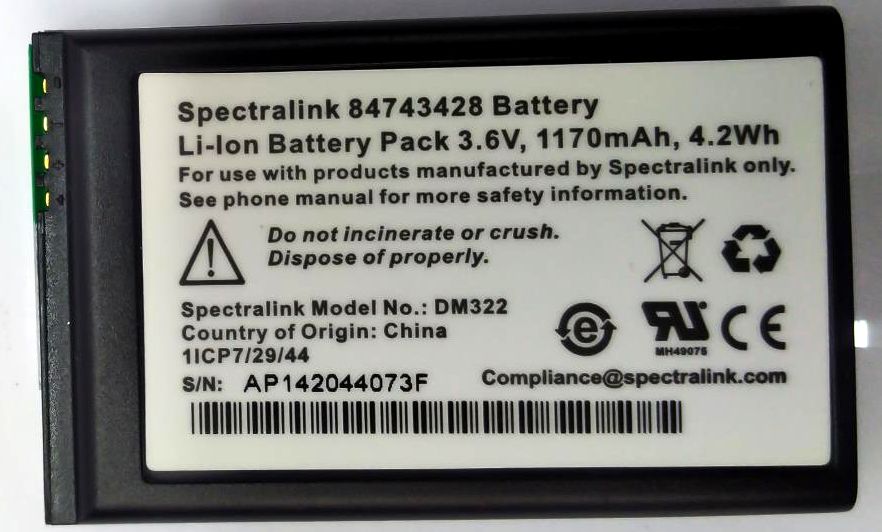 Spectralink 84743428 Battery
Li-Ion Battery Pack 3.6V, 1170mAh, 4.2Wh
For use with products manufactured by Spectralink only.
See phone manual for more safety information.
Do not incinerate or crush.
Dispose of properly.
Spectralink Model No.: DM322
Country of Origin: China
1ICP7/29/44
e
RU
MH49075
CE
S/N: AP142044073F
Compliance@spectralink.com